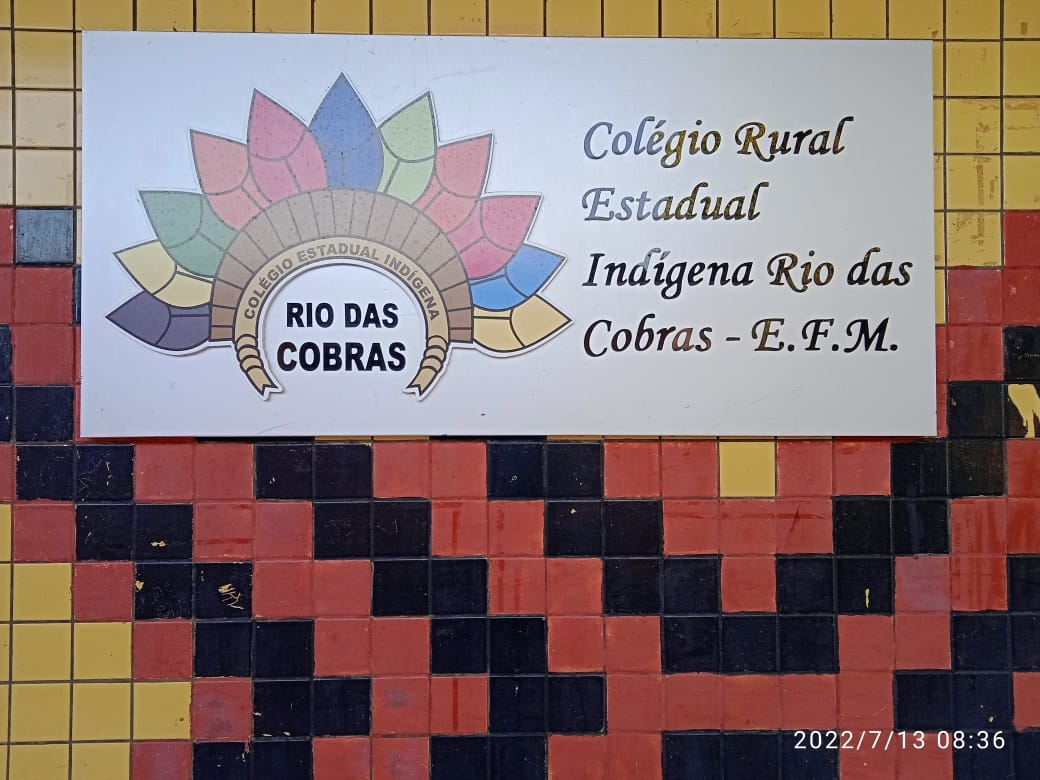 COLÉGIO ESTADUAL INDÍGENA
RIO DAS
COBRAS
Colégio Rural
Estadual
Indígena Rio das
Cobras - E.F.M.
2022/7/13 08:36